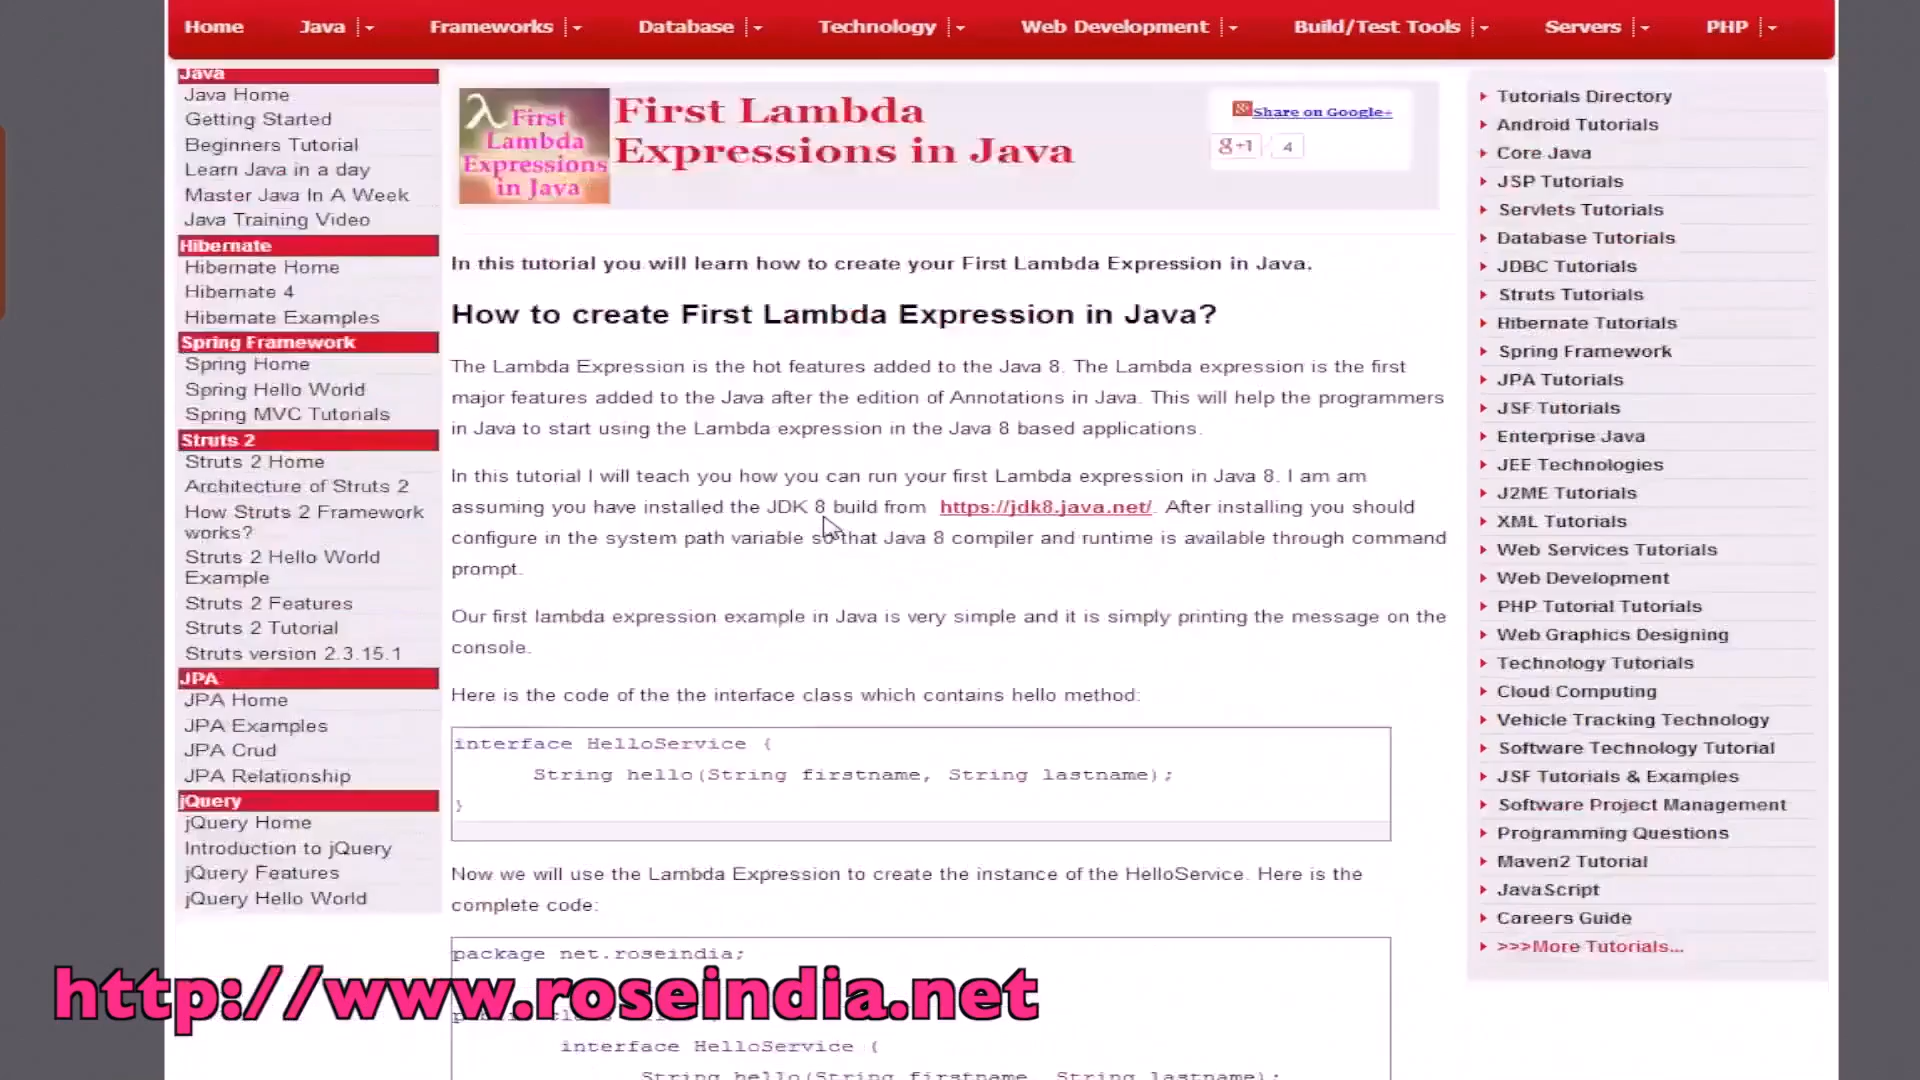 Home Java Frameworks Database Technology Web Development Build/Test Tools Servers PHP
Java
Java Home
Getting Started
Beginners Tutorial
Learn Java in a day
Master Java In A Week
Java Training Video
Hibernate
Hibernate Home
Hibernate 4
Hibernate Examples
Spring Framework
Spring Home
Spring Hello World
Spring MVC Tutorials
Struts 2
Struts 2 Home
Architecture of Struts 2
How Struts 2 Framework
works?
Struts 2 Hello World
Example
Struts 2 Features
Struts 2 Tutorial
Struts version 2.3.15.1
JPA
JPA Home
JPA Examples
JPA Crud
JPA Relationship
jQuery
jQuery Home
Introduction to jQuery
jQuery Features
jQuery Hello World
λ First
Lambda
Expressions
in Java
First Lambda
Expressions in Java
Share on Google+
g+1 4
In this tutorial you will learn how to create your First Lambda Expression in Java.
How to create First Lambda Expression in Java?
The Lambda Expression is the hot features added to the Java 8. The Lambda expression is the first
major features added to the Java after the edition of Annotations in Java. This will help the programmers
in Java to start using the Lambda expression in the Java 8 based applications.
In this tutorial I will teach you how you can run your first Lambda expression in Java 8. I am am
assuming you have installed the JDK 8 build from https://jdk8.java.net/. After installing you should
configure in the system path variable so that Java 8 compiler and runtime is available through command
prompt.
Our first lambda expression example in Java is very simple and it is simply printing the message on the
console.
Here is the code of the the interface class which contains hello method:
interface HelloService {
String hello(String firstname, String lastname);
}
Now we will use the Lambda Expression to create the instance of the HelloService. Here is the
complete code:
package net.roseindia;
interface HelloService {
String hello(String firstname, String lastname);
http://www.roseindia.net
Tutorials Directory
Android Tutorials
Core Java
JSP Tutorials
Servlets Tutorials
Database Tutorials
JDBC Tutorials
Struts Tutorials
Hibernate Tutorials
Spring Framework
JPA Tutorials
JSF Tutorials
Enterprise Java
JEE Technologies
J2ME Tutorials
XML Tutorials
Web Services Tutorials
Web Development
PHP Tutorial Tutorials
Web Graphics Designing
Technology Tutorials
Cloud Computing
Vehicle Tracking Technology
Software Technology Tutorial
JSF Tutorials & Examples
Software Project Management
Programming Questions
Maven2 Tutorial
JavaScript
Careers Guide
>>>More Tutorials...